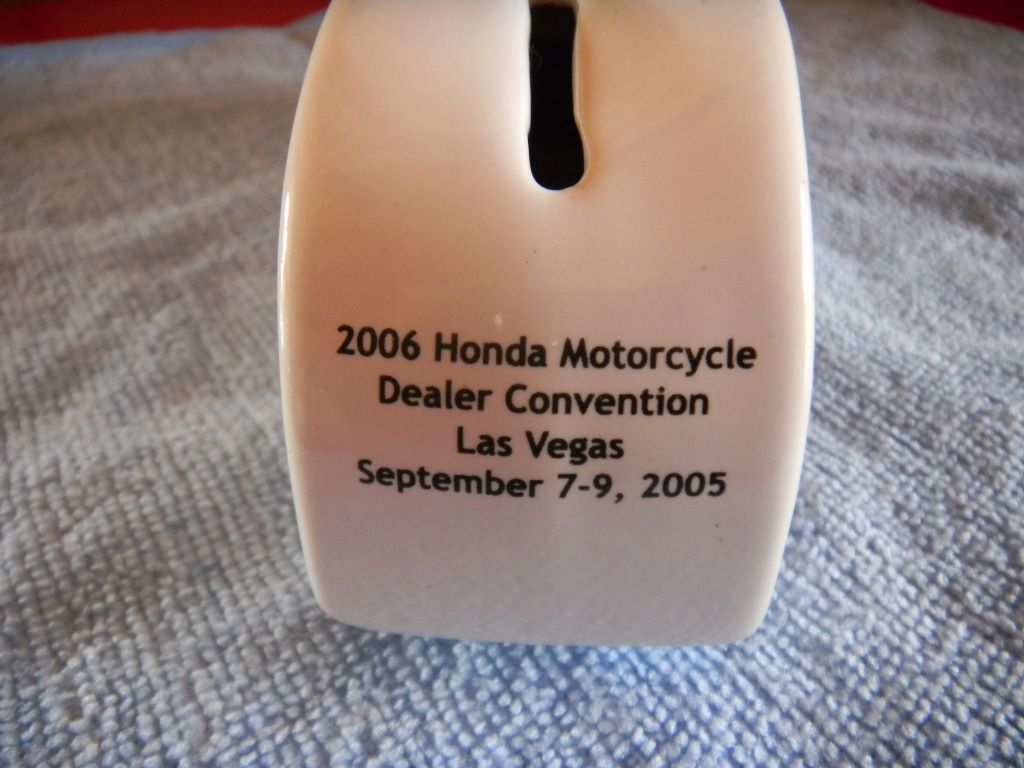 2006 Honda Motorcycle
Dealer Convention
Las Vegas
September 7-9, 2005